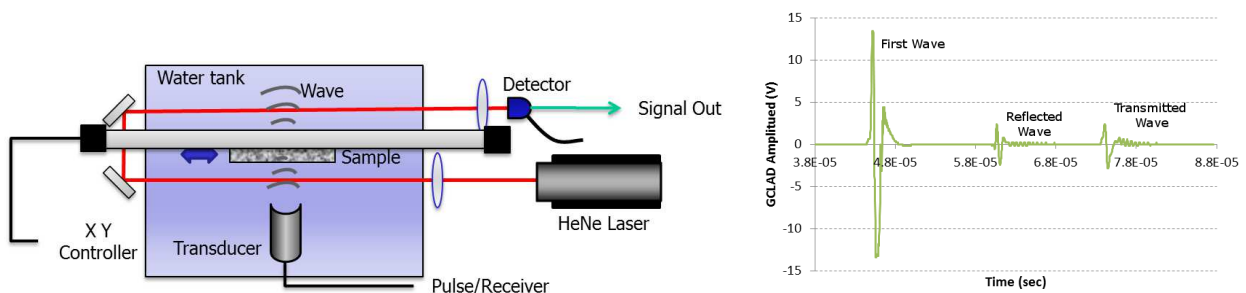 Water tank
Wave
Detector
Signal Out
Sample
HeNe Laser
X Y
Controller
Transducer
Pulse/Receiver
GCLAD Amplitued (V)
15
10
5
0
-5
-10
-15
First Wave
Reflected
Wave
Transmitted
Wave
3.8E-05 4.8E-05 5.8E-05 6.8E-05 7.8E-05 8.8E-05
Time (sec)